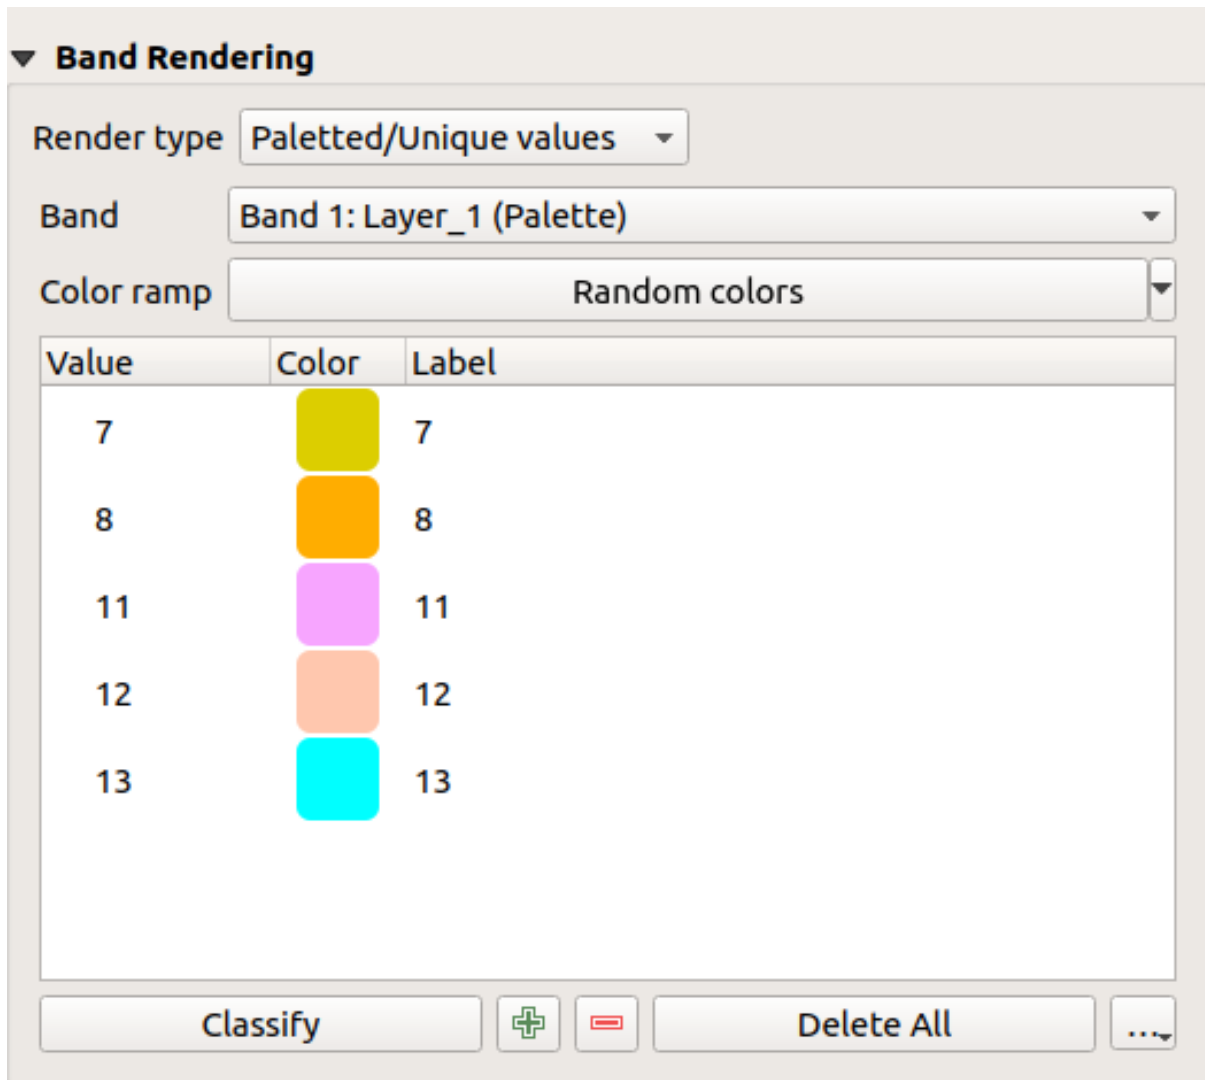 Band Rendering
Render type Paletted/Unique values
Band Band 1: Layer_1 (Palette)
Color ramp Random colors
Value Color Label
7 7
8 8
11 11
12 12
13 13
Classify Delete All ...